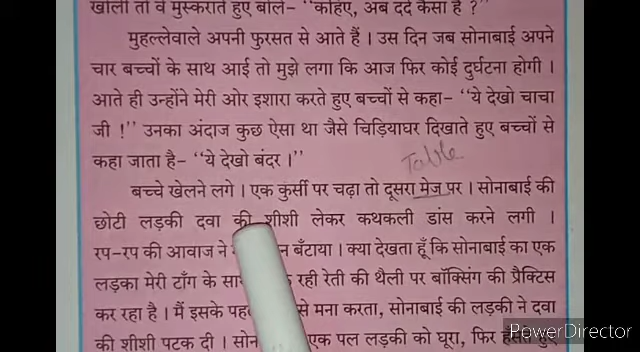 खोली तो वे मुस्कराते हुए बोले- “कहिए, अब दर्द कैसा है ?”
मुहल्लेवाले अपनी फुरसत से आते हैं । उस दिन जब सोनाबाई अपने
चार बच्चों के साथ आई तो मुझे लगा कि आज फिर कोई दुर्घटना होगी ।
आते ही उन्होंने मेरी ओर इशारा करते हुए बच्चों से कहा- “ये देखो चाचा
जी !” उनका अंदाज कुछ ऐसा था जैसे चिड़ियाघर दिखाते हुए बच्चों से
कहा जाता है- “ये देखो बंदर ।”
Table
बच्चे खेलने लगे । एक कुर्सी पर चढ़ा तो दूसरा मेज पर । सोनाबाई की
छोटी लड़की दवा की शीशी लेकर कथकली डांस करने लगी ।
रप-रप की आवाज ने बँटाया । क्या देखता हूँ कि सोनाबाई का एक
लड़का मेरी टाँग के रही रेती की थैली पर बॉक्सिंग की प्रैक्टिस
कर रहा है । मैं इसके से मना करता, सोनाबाई की लड़की ने दवा
की शीशी पटक दी । एक पल लड़की को घूरा, फिर हँसते हुए
PowerDirector